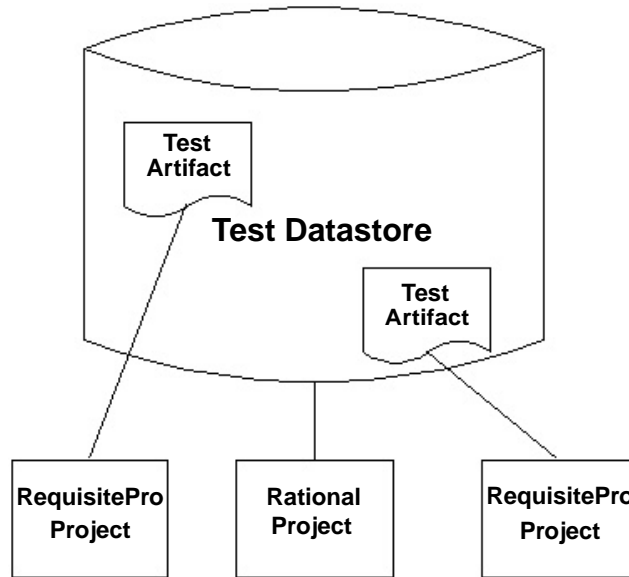 Test
Artifact
Test Datastore
Test
Artifact
RequisitePro
Project
Rational
Project
RequisitePro
Project